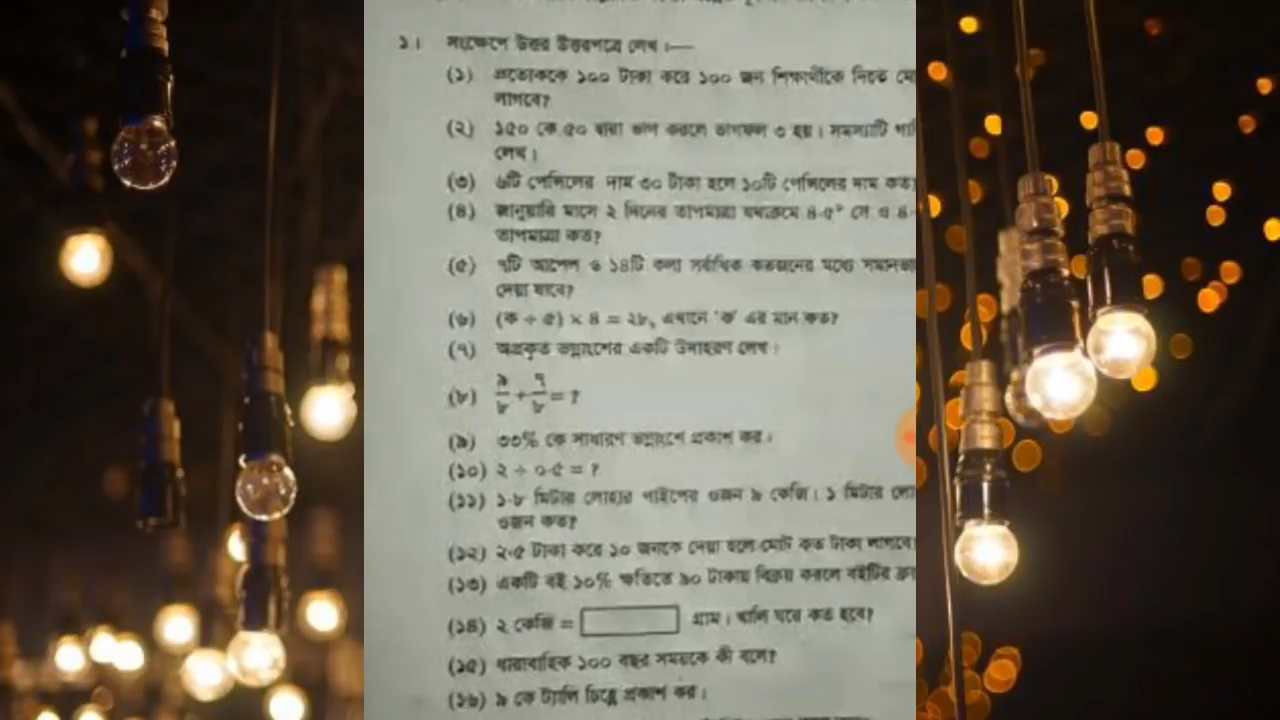 ১। সংক্ষেপে উত্তর উত্তরপত্রে লেখ :—
(১) প্রত্যেককে ১০০ টাকা করে ১০০ জন শিক্ষার্থীকে দিতে মো
লাগবে?
(২) ১৫০ কে ৫০ দ্বারা ভাগ করলে ভাগফল ৩ হয়। সমস্যাটি গা
লেখ।
(৩) ৬টি পেন্সিলের দাম ৩০ টাকা হলে ১০টি পেন্সিলের দাম কত
(৪) জানুয়ারি মাসে ২ দিনের তাপমাত্রা যথাক্রমে ৪·৫° সে ও ৪·
তাপমাত্রা কত?
(৫) ৭টি আপেল ও ১৪টি কলা সর্বাধিক কতজনের মধ্যে সমানভা
দেয়া যাবে?
(৬) (ক ÷ ৫) × ৪ = ২৮, এখানে 'ক' এর মান কত?
(৭) অপ্রকৃত ভগ্নাংশের একটি উদাহরণ লেখ।
(৮) ৯/৮ + ৭/৮ = ?
(৯) ৩৩% কে সাধারণ ভগ্নাংশে প্রকাশ কর।
(১০) ২ ÷ ০·৫ = ?
(১১) ১·৮ মিটার লোহার পাইপের ওজন ৯ কেজি। ১ মিটার লো
ওজন কত?
(১২) ২·৫ টাকা করে ১০ জনকে দেয়া হলে মোট কত টাকা লাগবে
(১৩) একটি বই ১০% ক্ষতিতে ৯০ টাকায় বিক্রয় করলে বইটির ক্র
(১৪) ২ কেজি = গ্রাম। খালি ঘরে কত হবে?
(১৫) ধারাবাহিক ১০০ বছর সময়কে কী বলে?
(১৬) ৯ কে ট্যালি চিহ্নে প্রকাশ কর।